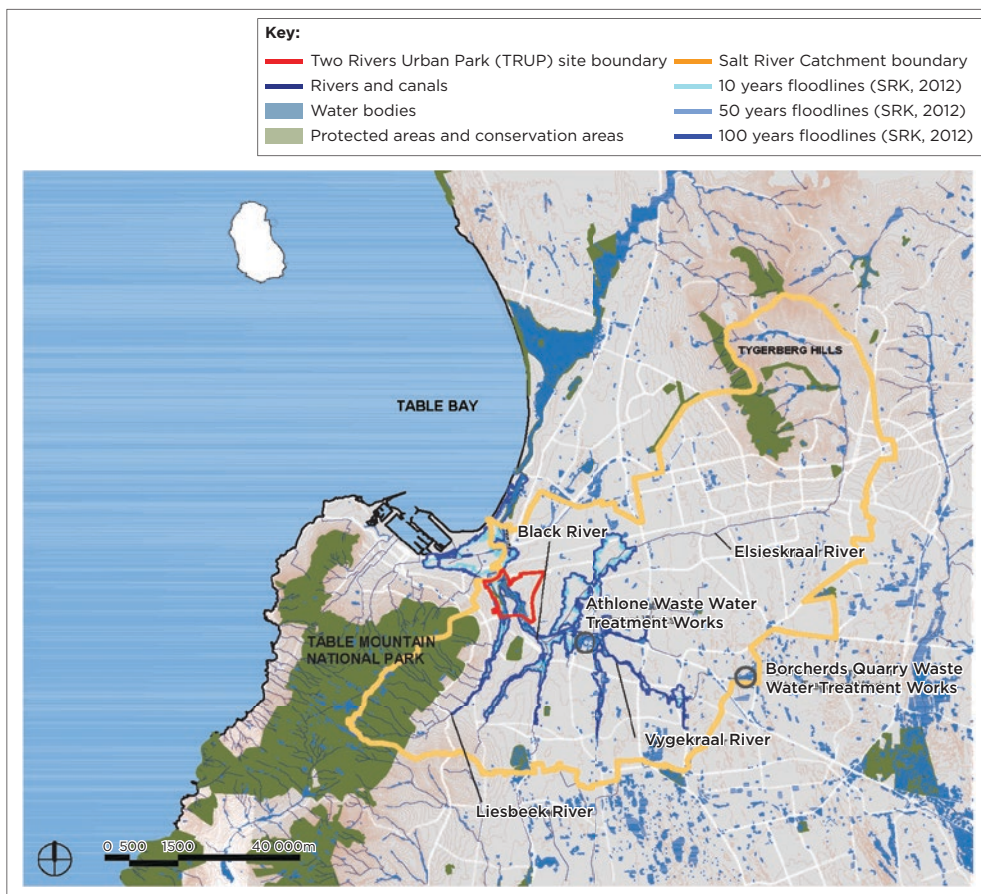 Key:
Two Rivers Urban Park (TRUP) site boundary
Rivers and canals
Water bodies
Protected areas and conservation areas
Salt River Catchment boundary
10 years floodlines (SRK, 2012)
50 years floodlines (SRK, 2012)
100 years floodlines (SRK, 2012)
TYGERBERG HILLS
TABLE BAY
Black River
Elsieskraal River
Athlone Waste Water
Treatment Works
TABLE MOUNTAIN
NATIONAL PARK
Borcherds Quarry Waste
Water Treatment Works
Vygekraal River
Liesbeek River
0 500 1500 40 000m